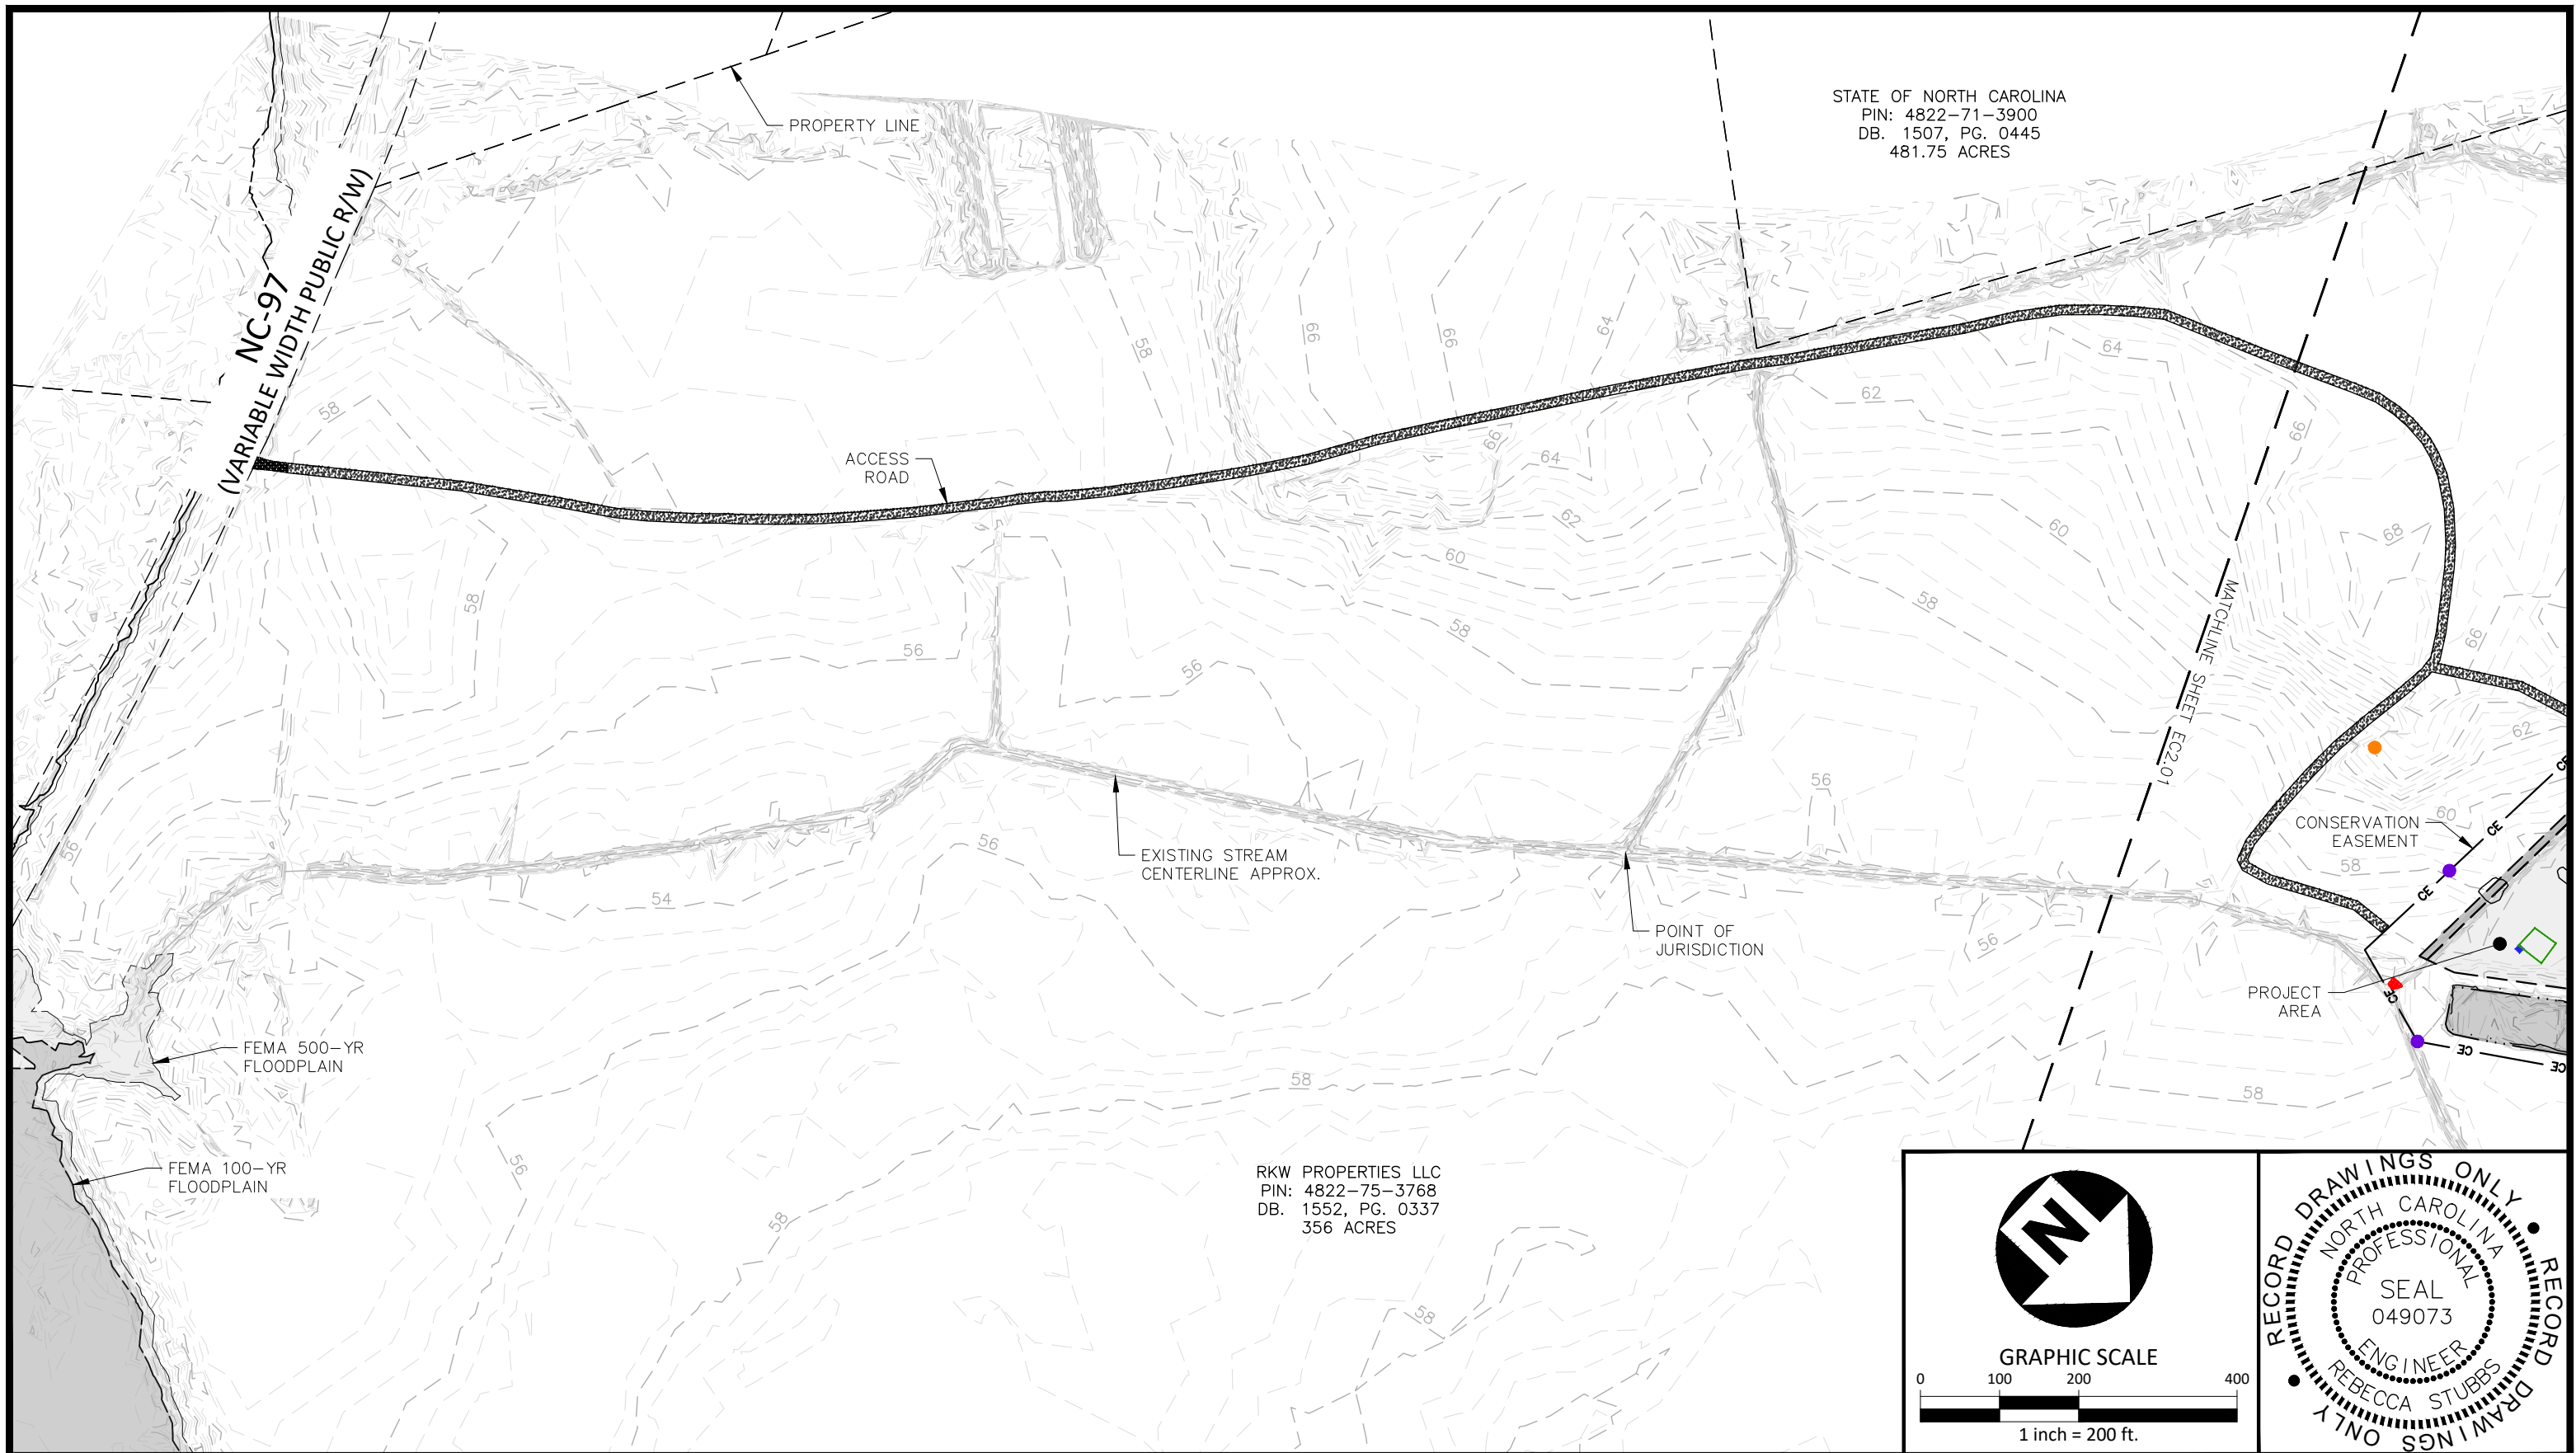 STATE OF NORTH CAROLINA
PIN: 4822-71-3900
DB. 1507, PG. 0445
481.75 ACRES
PROPERTY LINE
NC-97
(VARIABLE WIDTH PUBLIC R/W)
58
66
66
64
64
62
58
ACCESS
ROAD
66
64
62
60
58
66
60
68
58
58
56
56
66
MATCHLINE SHEET EC2.01
62
56
56
56
54
EXISTING STREAM
CENTERLINE APPROX.
POINT OF
JURISDICTION
56
CONSERVATION
EASEMENT
60
58
CE
CE
CE
CE
CE
CE
PROJECT
AREA
FEMA 500-YR
FLOODPLAIN
58
58
FEMA 100-YR
FLOODPLAIN
56
58
58
RKW PROPERTIES LLC
PIN: 4822-75-3768
DB. 1552, PG. 0337
356 ACRES
N
GRAPHIC SCALE
0 100 200 400
1 inch = 200 ft.
RECORD DRAWINGS ONLY
RECORD DRAWINGS ONLY
NORTH CAROLINA
PROFESSIONAL
SEAL
049073
ENGINEER
REBECCA STUBBS